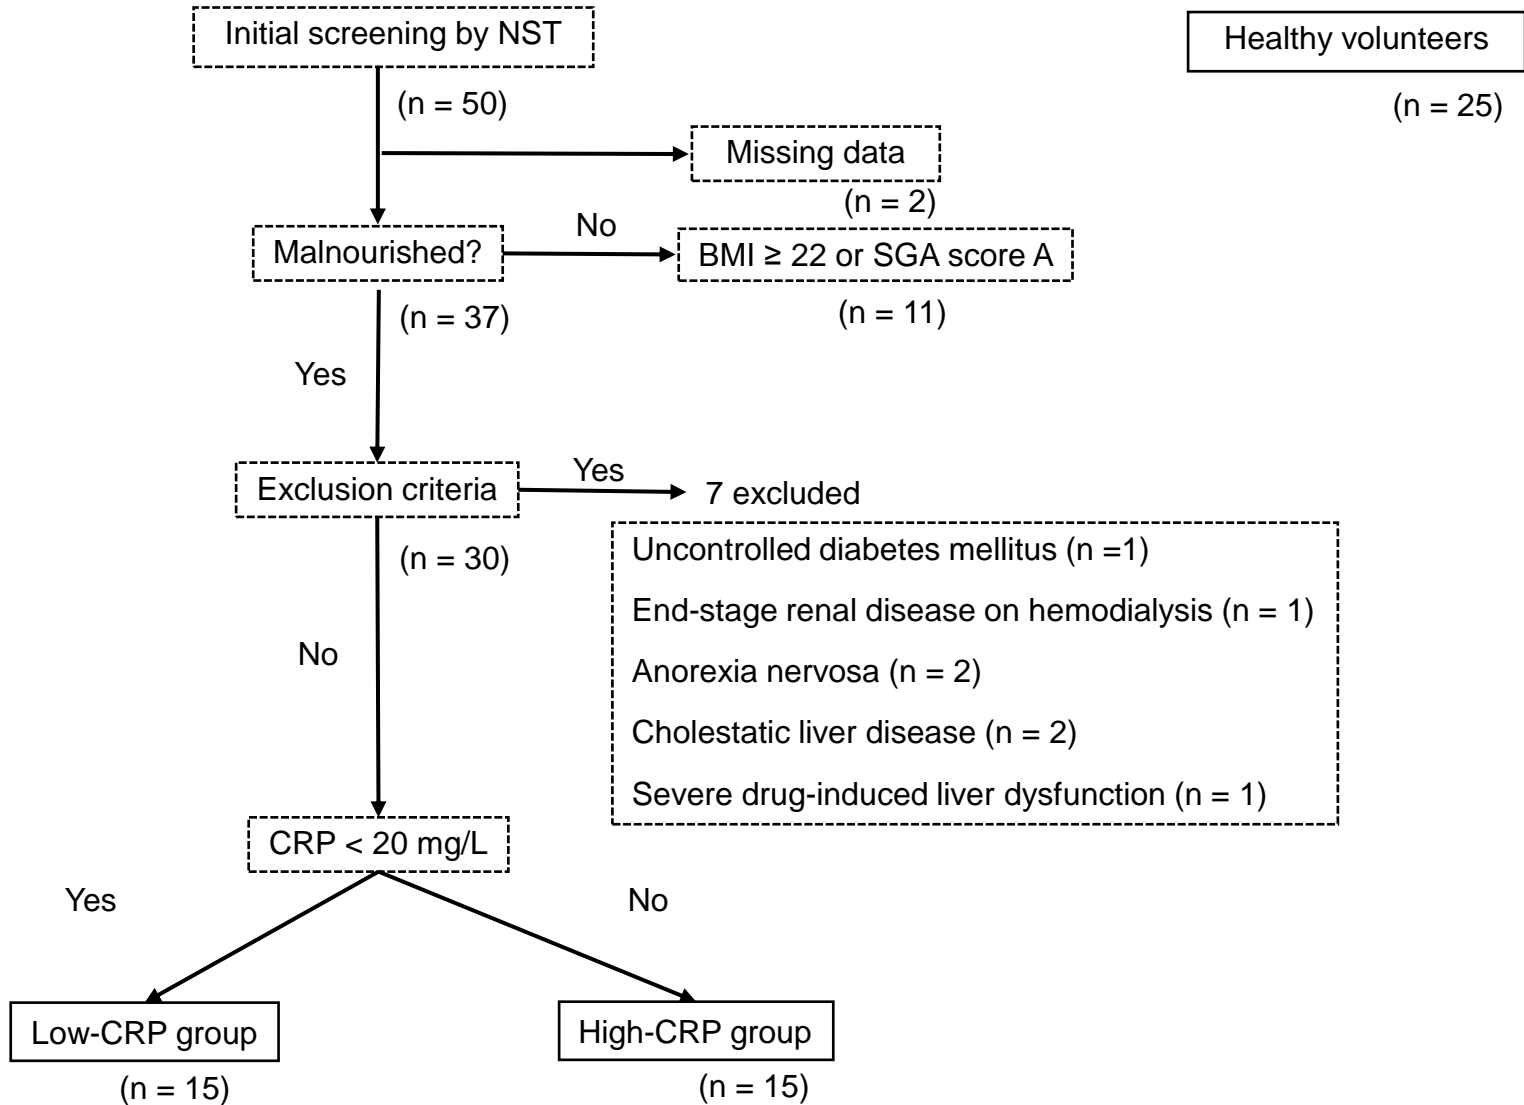 Initial screening by NST
Healthy volunteers
(n = 50)
(n = 25)
Missing data
(n = 2)
No
Malnourished?
BMI ≥ 22 or SGA score A
(n = 37)
(n = 11)
Yes
Yes
Exclusion criteria
7 excluded
(n = 30)
Uncontrolled diabetes mellitus (n =1)
End-stage renal disease on hemodialysis (n = 1)
Anorexia nervosa (n = 2)
Cholestatic liver disease (n = 2)
Severe drug-induced liver dysfunction (n = 1)
No
CRP < 20 mg/L
Yes
No
Low-CRP group
High-CRP group
(n = 15)
(n = 15)